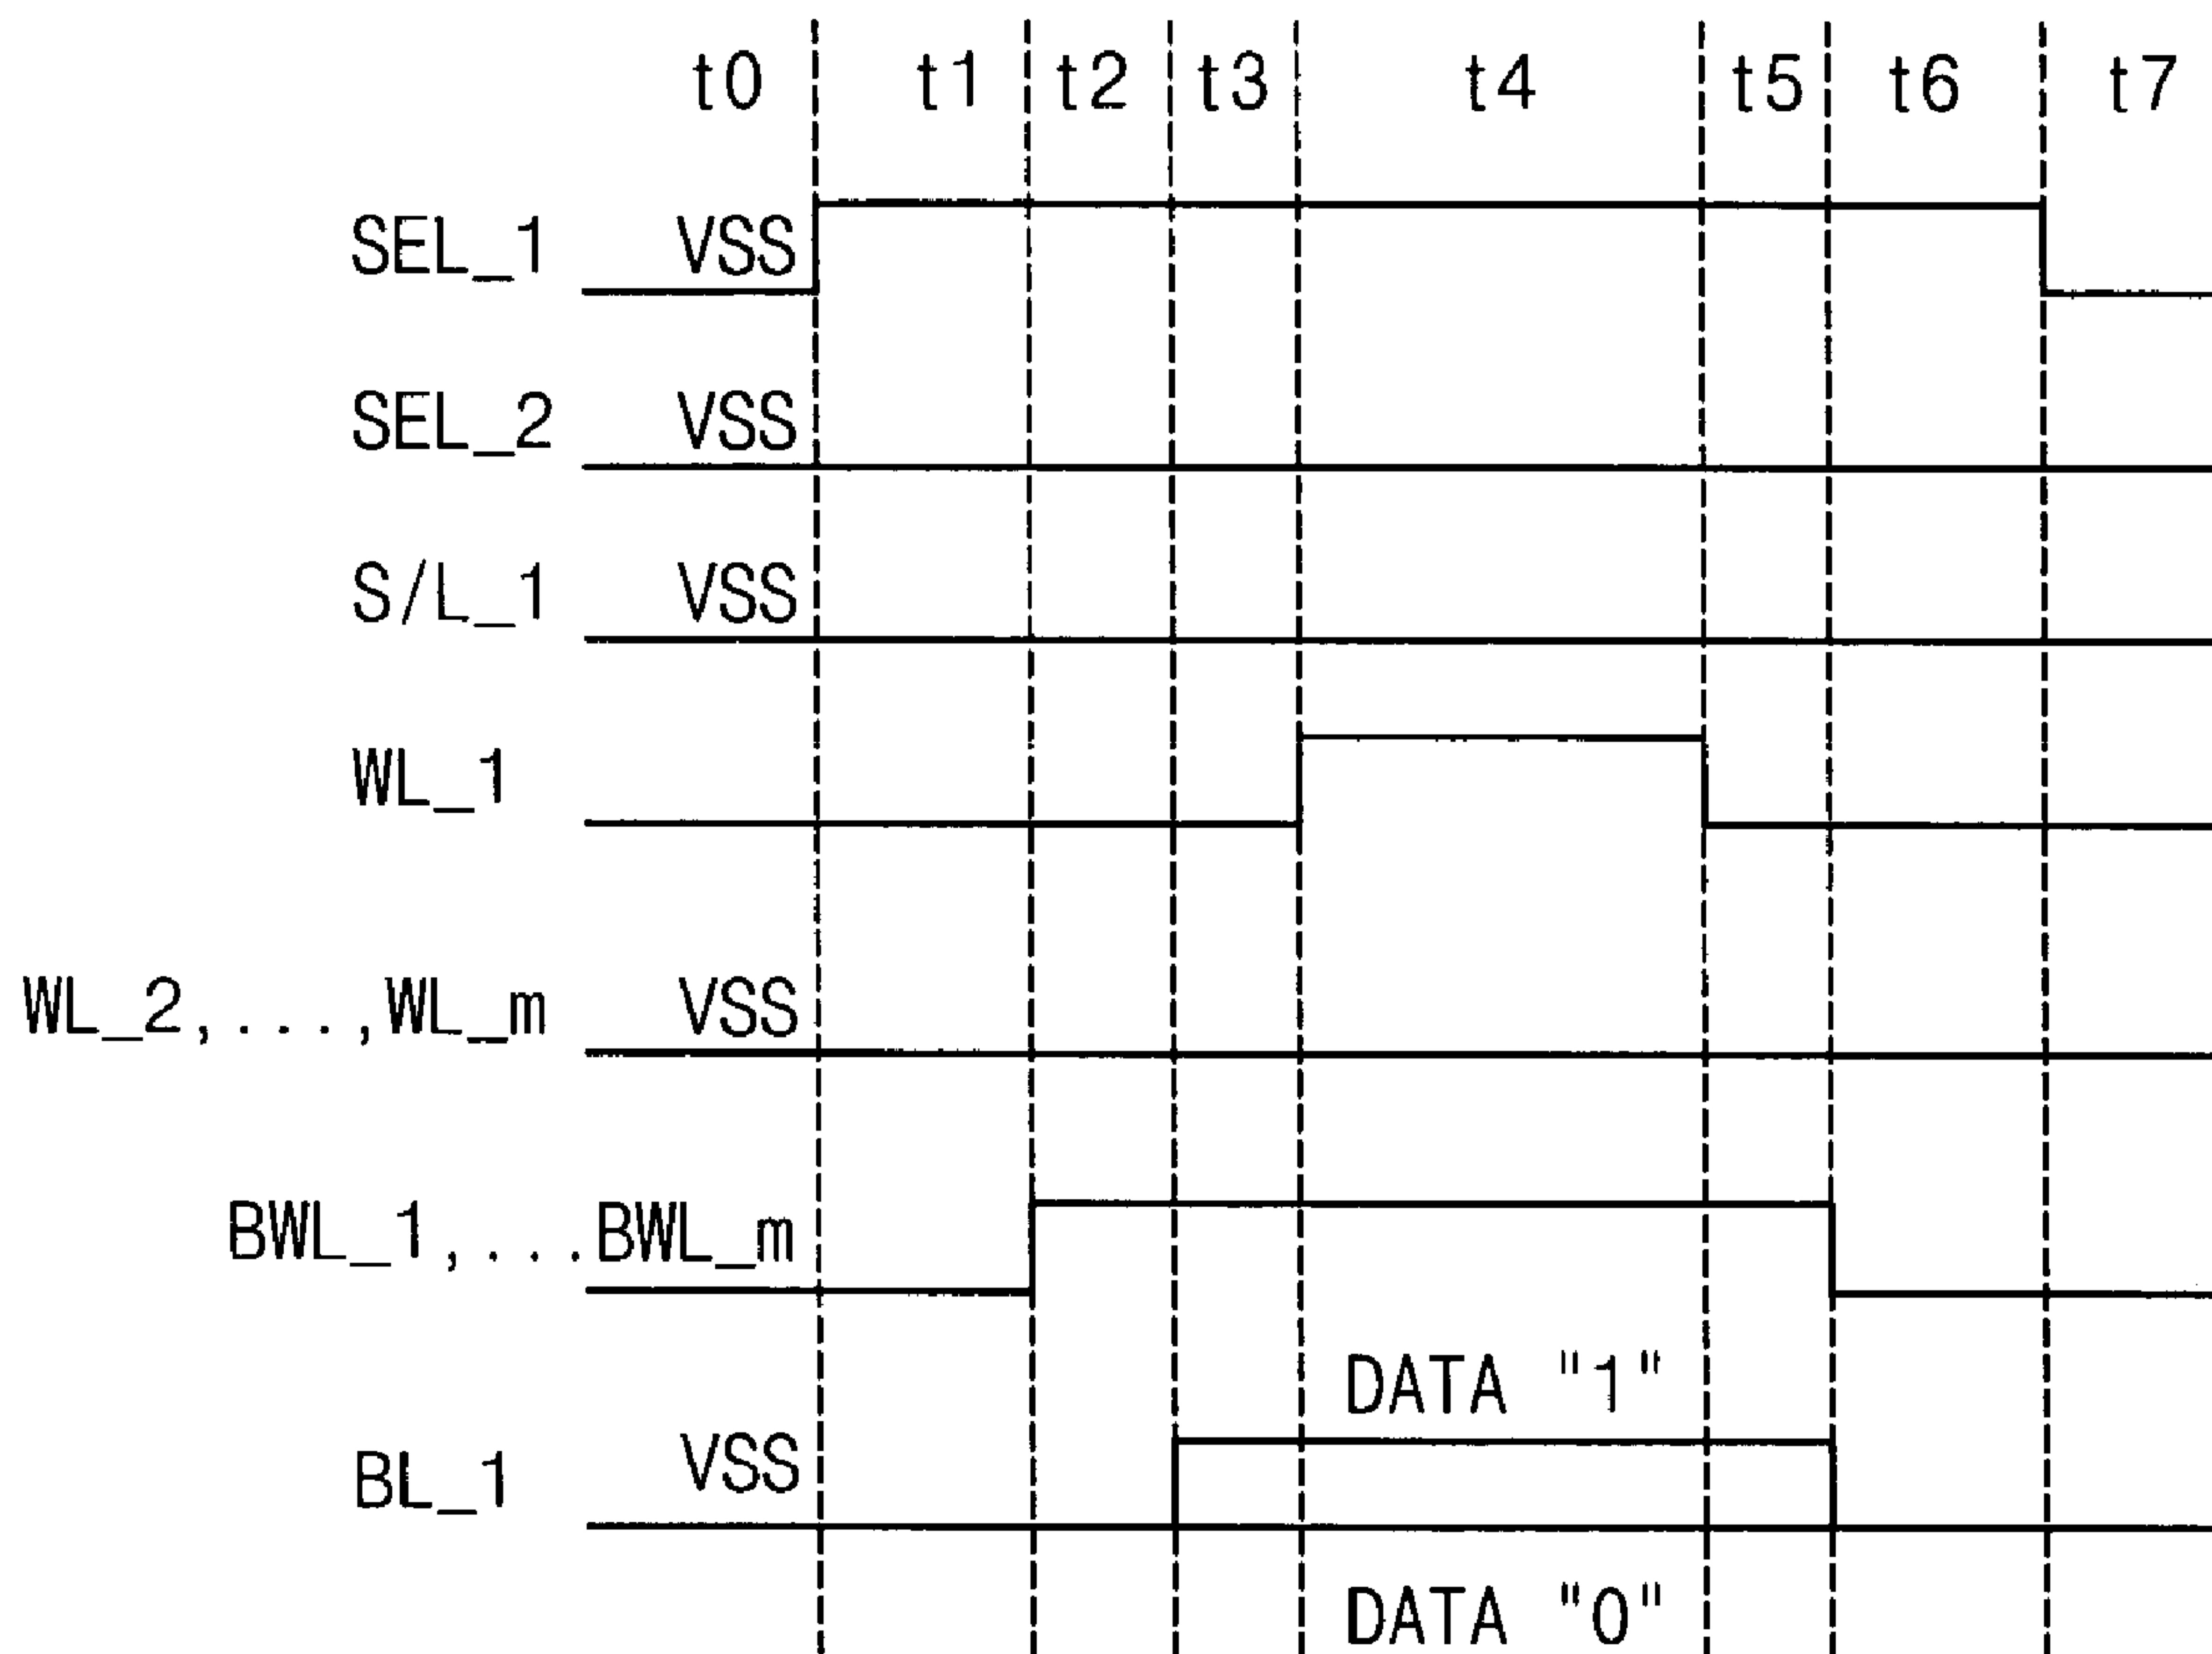 t0 t1 t2 t3 t4 t5 t6 t7
SEL_1 VSS
SEL_2 VSS
S/L_1 VSS
WL_1
WL_2,...,WL_m VSS
BWL_1,...BWL_m
DATA "1"
BL_1 VSS
DATA "0"